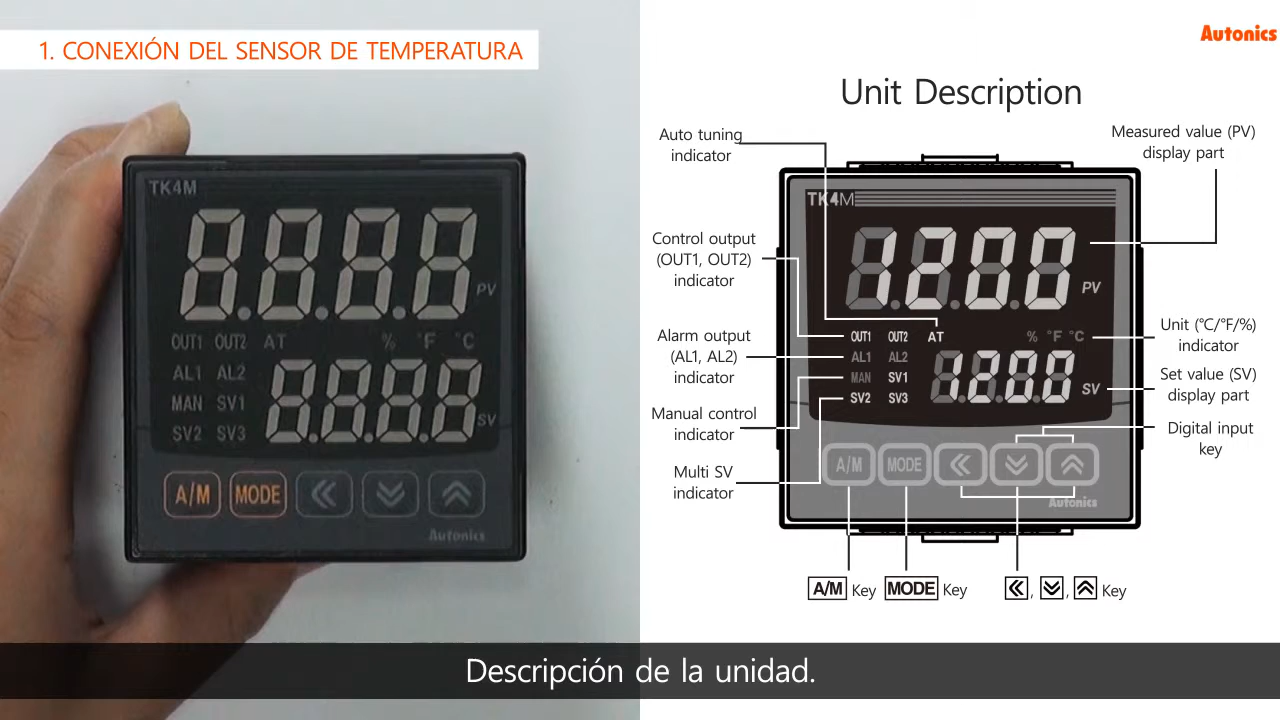 1. CONEXIÓN DEL SENSOR DE TEMPERATURA
TK4M
PV
OUT1 OUT2 AT % °F °C
AL1 AL2
MAN SV1
SV2 SV3
SV
A/M MODE
Autonics
Autonics
Unit Description
Auto tuning
indicator
Measured value (PV)
display part
Control output
(OUT1, OUT2)
indicator
Alarm output
(AL1, AL2)
indicator
Manual control
indicator
Multi SV
indicator
TK4M
1200
PV
OUT1 OUT2 AT % °F °C
AL1 AL2
MAN SV1
SV2 SV3
1200
SV
A/M MODE
Autonics
Unit (°C/°F/%)
indicator
Set value (SV)
display part
Digital input
key
A/M Key MODE Key «, , Key
Descripción de la unidad.